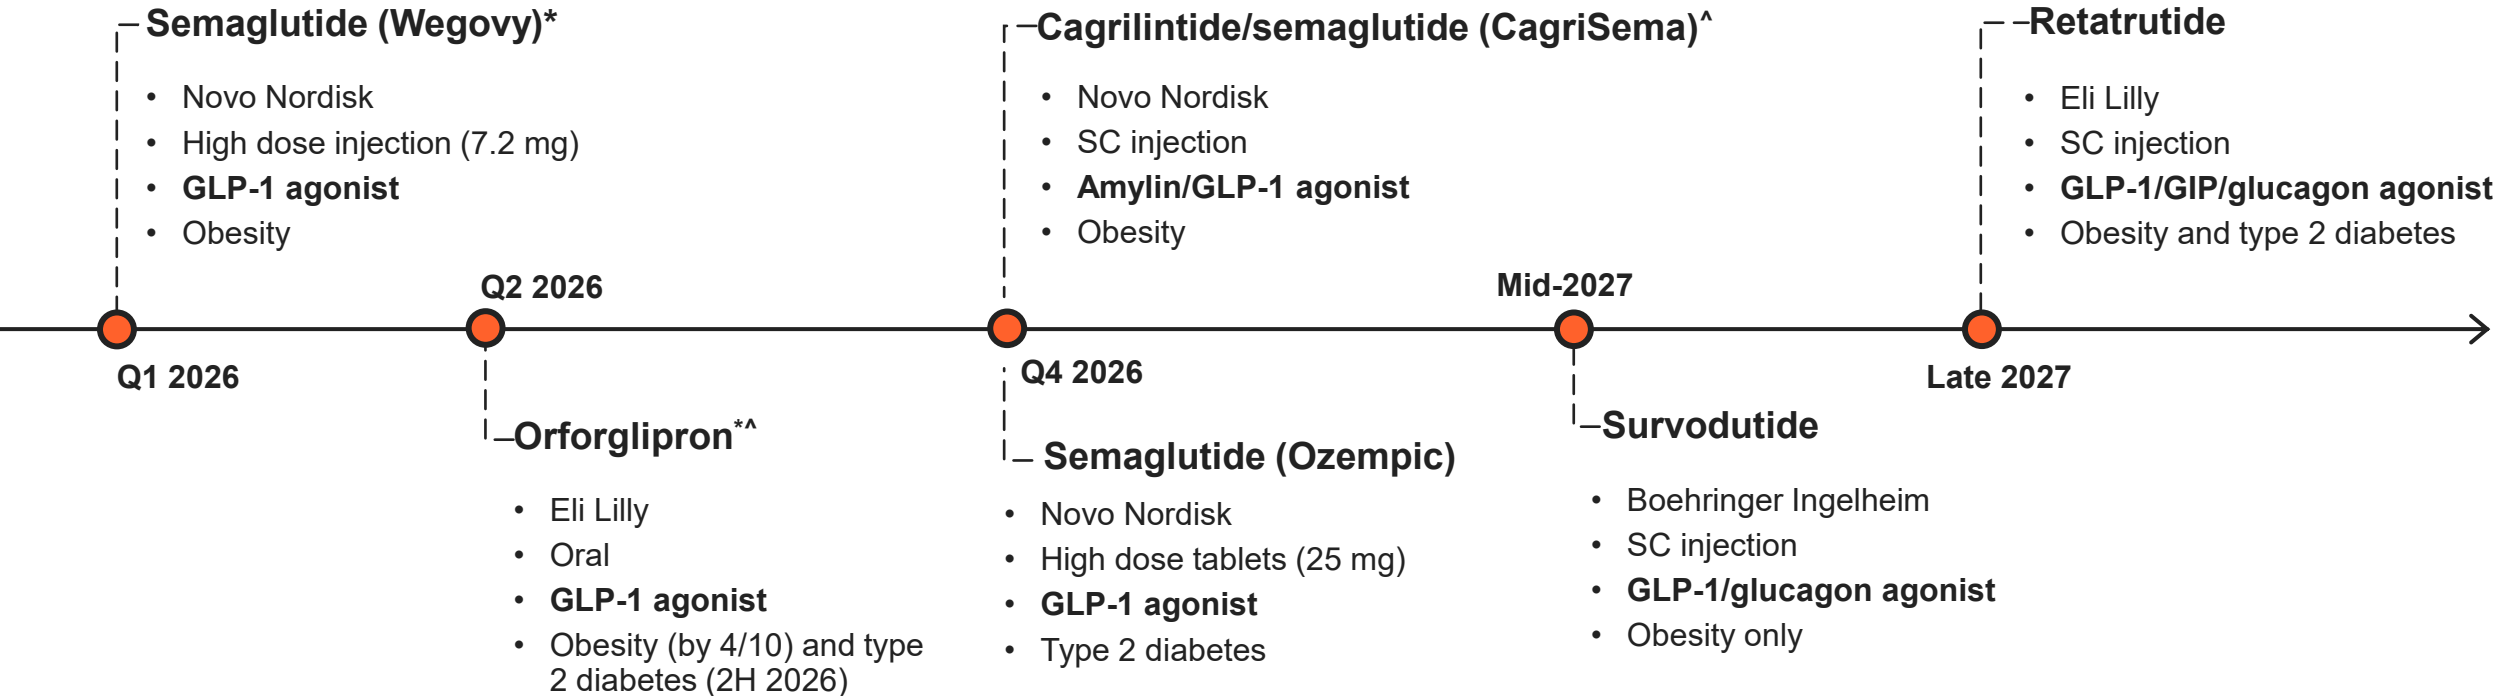 Semaglutide (Wegovy)*
• Novo Nordisk
• High dose injection (7.2 mg)
• GLP-1 agonist
• Obesity
Q1 2026
Q2 2026
Orforglipron*^
• Eli Lilly
• Oral
• GLP-1 agonist
• Obesity (by 4/10) and type
2 diabetes (2H 2026)
Cagrilintide/semaglutide (CagriSema)^
• Novo Nordisk
• SC injection
• Amylin/GLP-1 agonist
• Obesity
Q4 2026
Semaglutide (Ozempic)
• Novo Nordisk
• High dose tablets (25 mg)
• GLP-1 agonist
• Type 2 diabetes
Mid-2027
Survodutide
• Boehringer Ingelheim
• SC injection
• GLP-1/glucagon agonist
• Obesity only
Retatrutide
• Eli Lilly
• SC injection
• GLP-1/GIP/glucagon agonist
• Obesity and type 2 diabetes
Late 2027